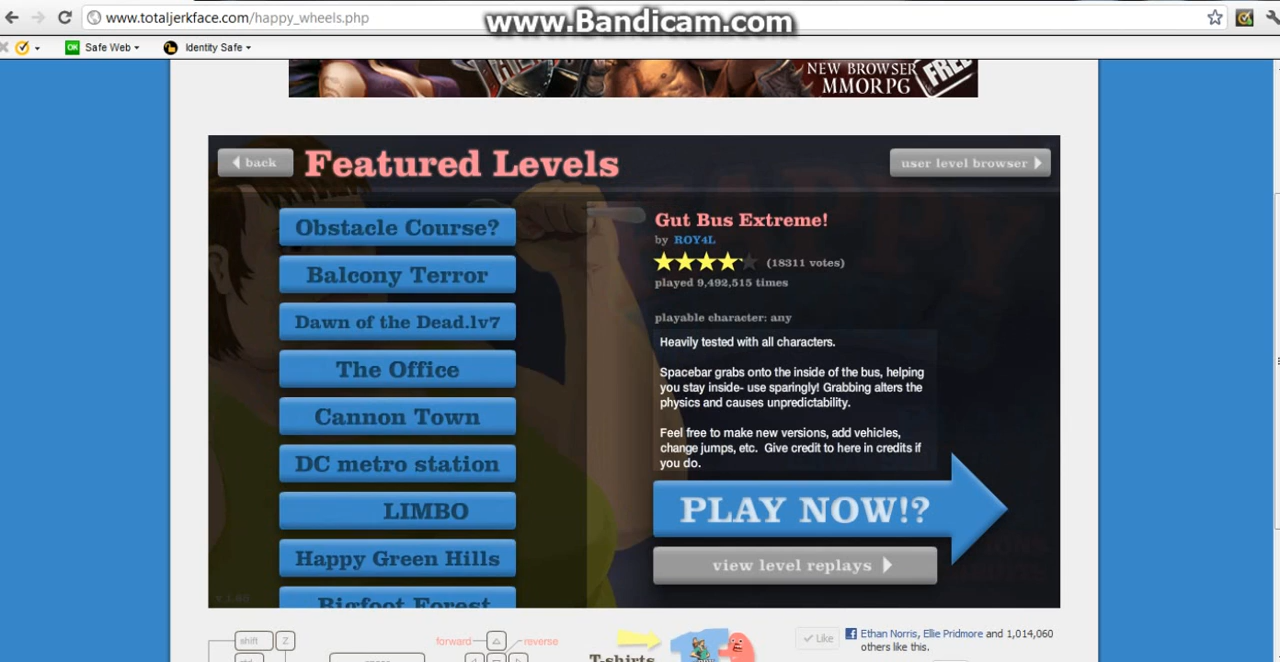 www.totaljerkface.com/happy_wheels.php
www.Bandicam.com
OK Safe Web
Identity Safe
NEW BROWSER
MMORPG
FREE
back
Featured Levels
user level browser
Obstacle Course?
Balcony Terror
Dawn of the Dead.lv7
The Office
Cannon Town
DC metro station
LIMBO
Happy Green Hills
Bigfoot Forest
Gut Bus Extreme!
by ROY4L
(18311 votes)
played 9,492,515 times
playable character: any
Heavily tested with all characters.
Spacebar grabs onto the inside of the bus, helping
you stay inside- use sparingly! Grabbing alters the
physics and causes unpredictability.
Feel free to make new versions, add vehicles,
change jumps, etc. Give credit to here in credits if
you do.
PLAY NOW!?
view level replays
shift
Z
forward
reverse
T-shirts
Like
Ethan Norris, Ellie Pridmore and 1,014,060
others like this.